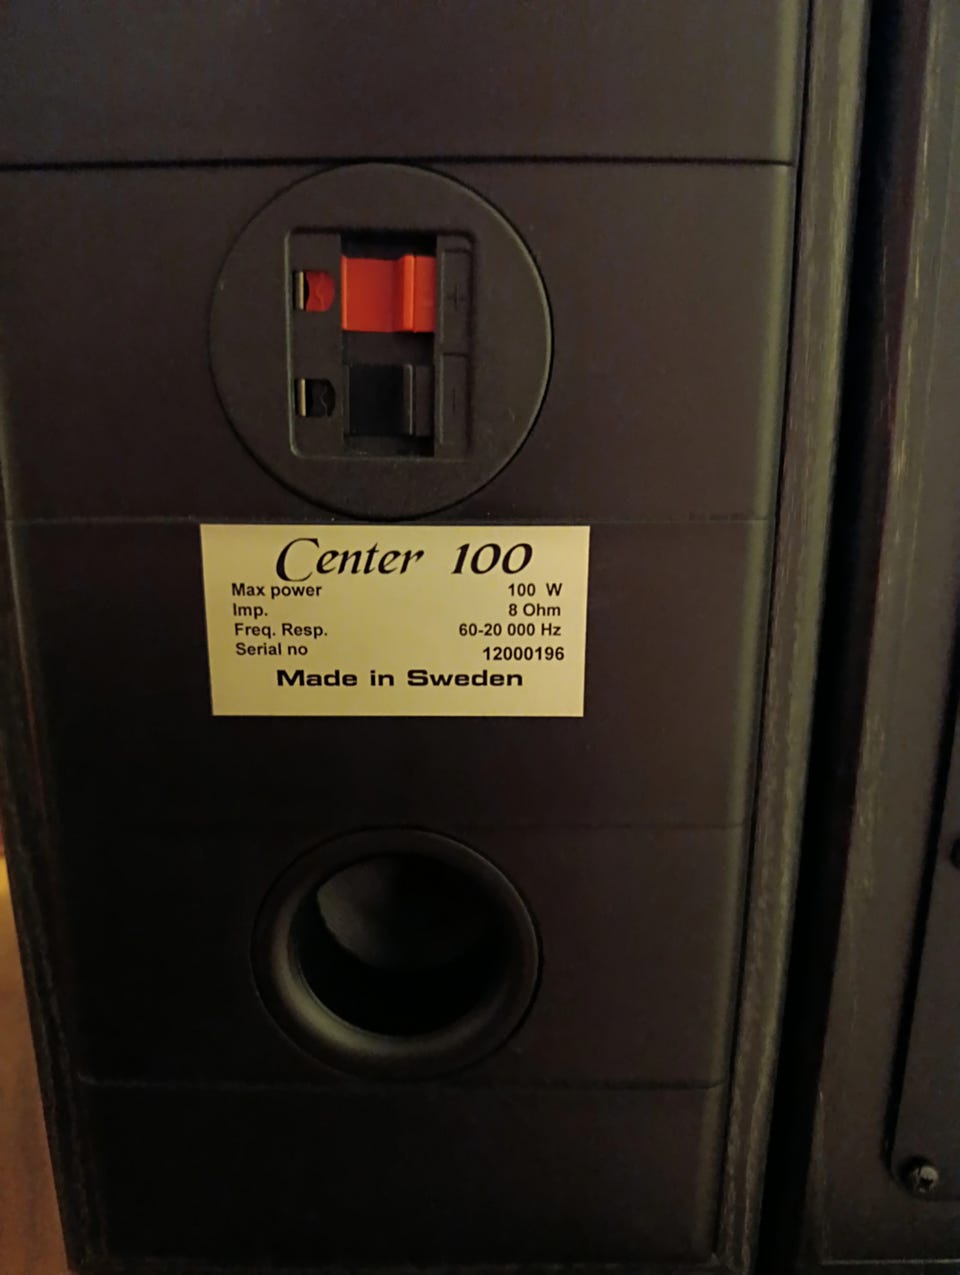 +
-
Center 100
Max power 100 W
Imp. 8 Ohm
Freq. Resp. 60-20 000 Hz
Serial no 12000196
Made in Sweden